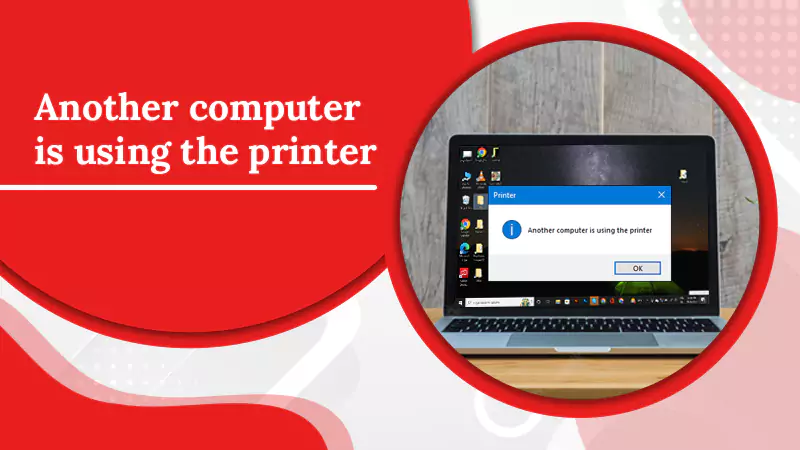 Another computer
is using the printer
Printer
Another computer is using the printer
OK